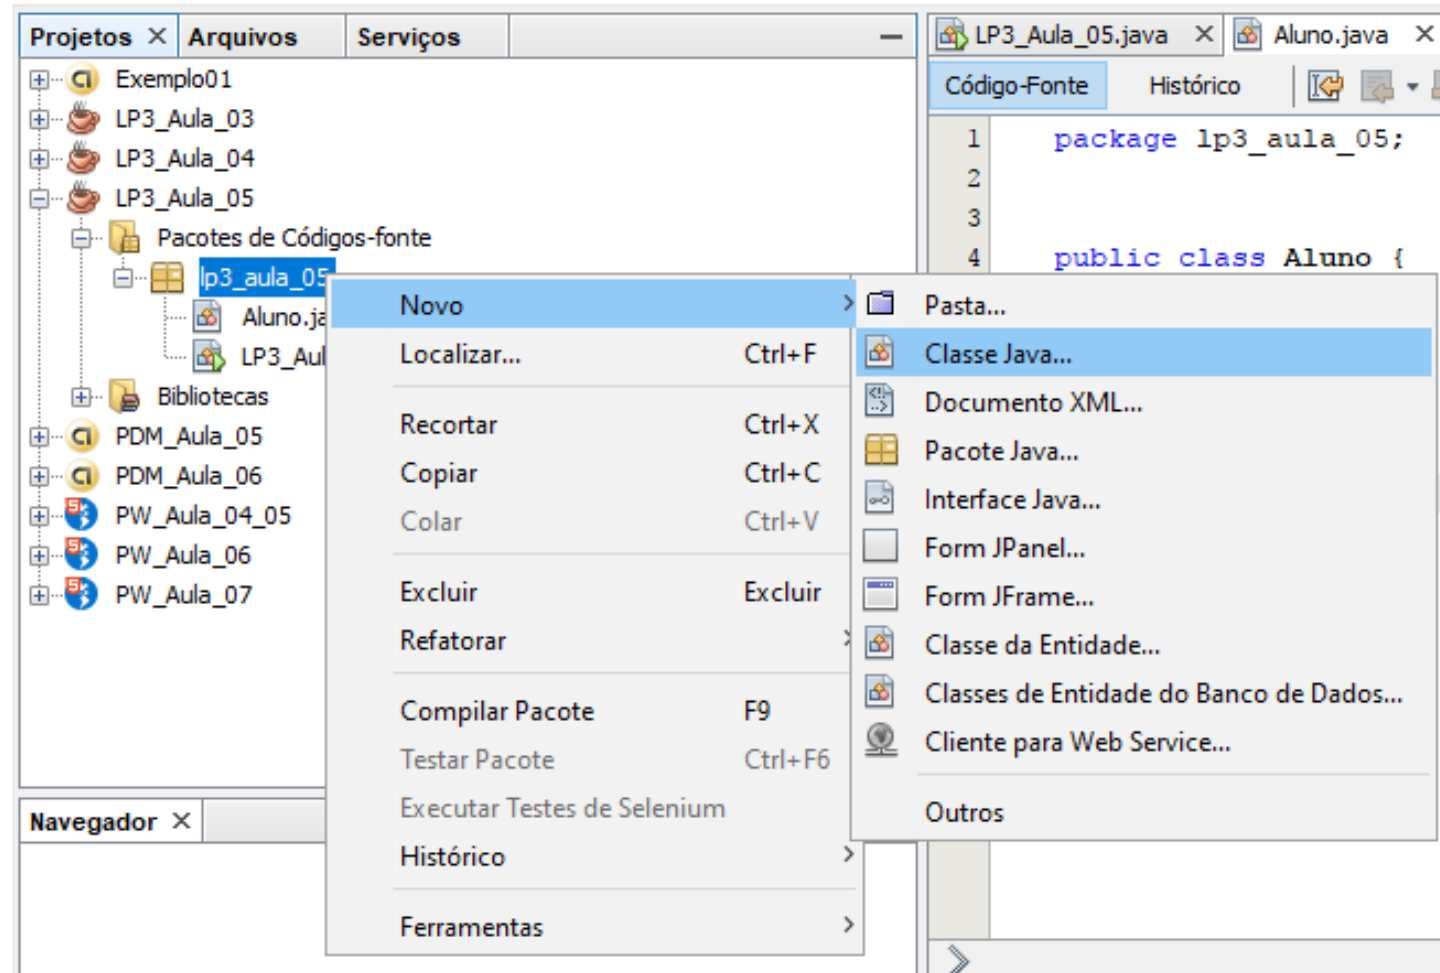 Projetos
Arquivos
Serviços
Exemplo01
LP3_Aula_03
LP3_Aula_04
LP3_Aula_05
Pacotes de Códigos-fonte
lp3_aula_05
Aluno.ja
LP3_Aul
Bibliotecas
PDM_Aula_05
PDM_Aula_06
PW_Aula_04_05
PW_Aula_06
PW_Aula_07
Navegador
Novo
Localizar... Ctrl+F
Recortar Ctrl+X
Copiar Ctrl+C
Colar Ctrl+V
Excluir Excluir
Refatorar
Compilar Pacote F9
Testar Pacote Ctrl+F6
Executar Testes de Selenium
Histórico
Ferramentas
Pasta...
Classe Java...
Documento XML...
Pacote Java...
Interface Java...
Form JPanel...
Form JFrame...
Classe da Entidade...
Classes de Entidade do Banco de Dados...
Cliente para Web Service...
Outros
LP3_Aula_05.java
Aluno.java
Código-Fonte
Histórico
1 package lp3_aula_05;
2
3
4 public class Aluno {